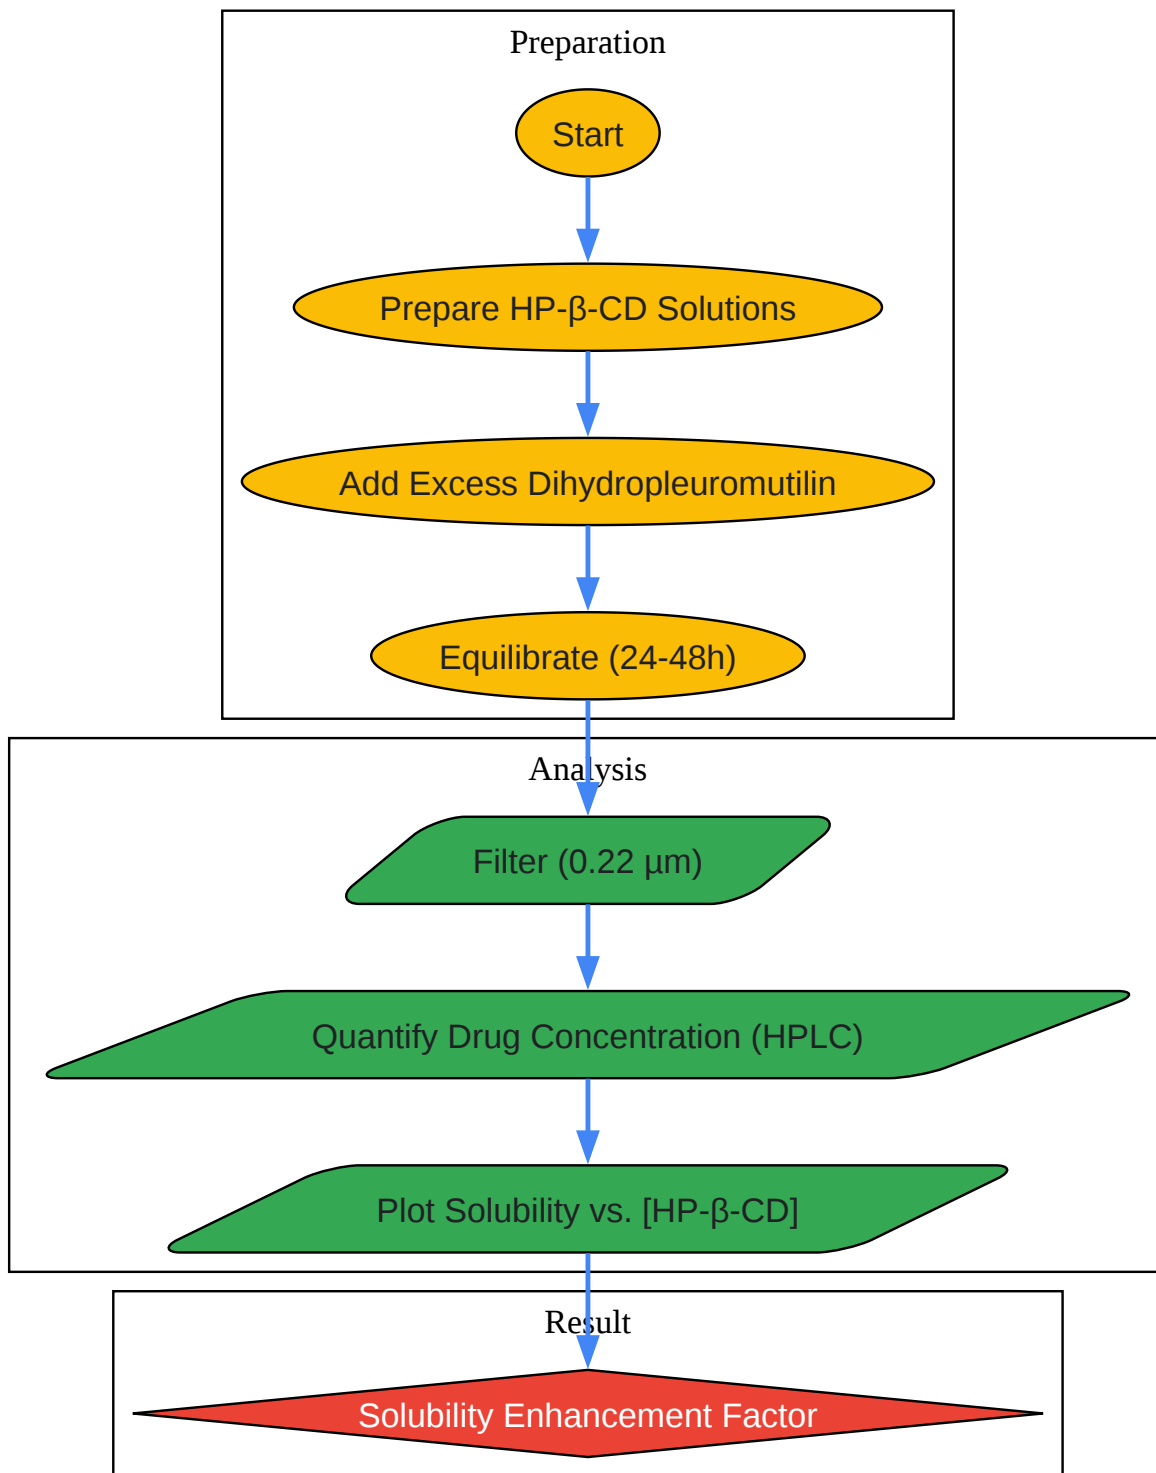 Preparation
Start
Prepare HP-β-CD Solutions
Add Excess Dihydropleuromutilin
Equilibrate (24-48h)
Analysis
Filter (0.22 µm)
Quantify Drug Concentration (HPLC)
Plot Solubility vs. [HP-β-CD]
Result
Solubility Enhancement Factor